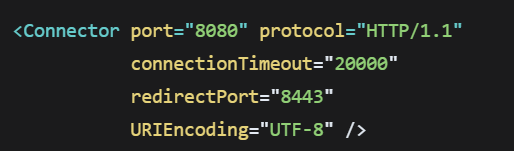 <Connector port="8080" protocol="HTTP/1.1"
connectionTimeout="20000"
redirectPort="8443"
URIEncoding="UTF-8" />